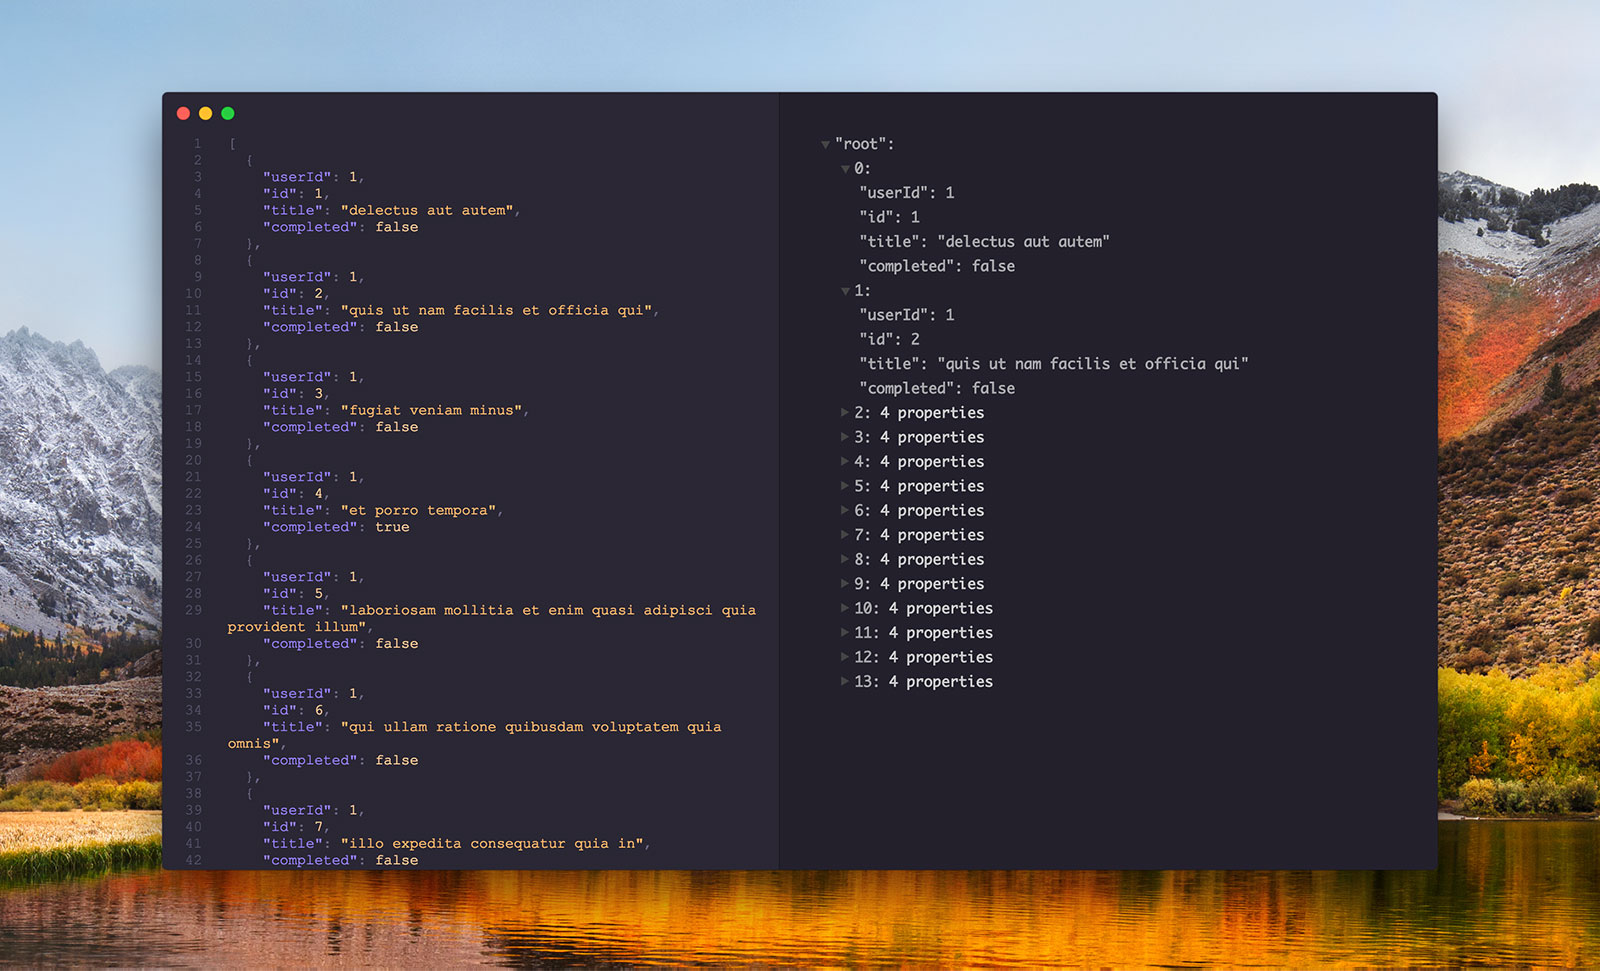 1 [
2 {
3 "userId": 1,
4 "id": 1,
5 "title": "delectus aut autem",
6 "completed": false
7 },
8 {
9 "userId": 1,
10 "id": 2,
11 "title": "quis ut nam facilis et officia qui",
12 "completed": false
13 },
14 {
15 "userId": 1,
16 "id": 3,
17 "title": "fugiat veniam minus",
18 "completed": false
19 },
20 {
21 "userId": 1,
22 "id": 4,
23 "title": "et porro tempora",
24 "completed": true
25 },
26 {
27 "userId": 1,
28 "id": 5,
29 "title": "laboriosam mollitia et enim quasi adipisci quia
provident illum",
30 "completed": false
31 },
32 {
33 "userId": 1,
34 "id": 6,
35 "title": "qui ullam ratione quibusdam voluptatem quia
omnis",
36 "completed": false
37 },
38 {
39 "userId": 1,
40 "id": 7,
41 "title": "illo expedita consequatur quia in",
42 "completed": false
"root":
0:
"userId": 1
"id": 1
"title": "delectus aut autem"
"completed": false
1:
"userId": 1
"id": 2
"title": "quis ut nam facilis et officia qui"
"completed": false
2: 4 properties
3: 4 properties
4: 4 properties
5: 4 properties
6: 4 properties
7: 4 properties
8: 4 properties
9: 4 properties
10: 4 properties
11: 4 properties
12: 4 properties
13: 4 properties